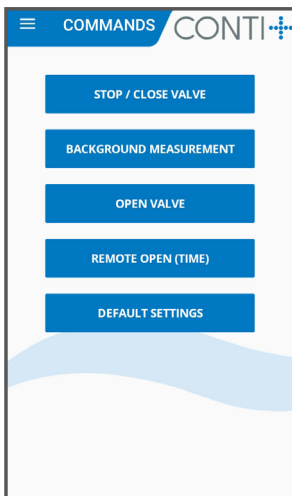 COMMANDS CONTI+
STOP / CLOSE VALVE
BACKGROUND MEASUREMENT
OPEN VALVE
REMOTE OPEN (TIME)
DEFAULT SETTINGS